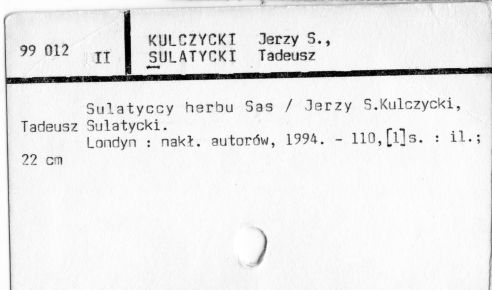 99 012 II KULCZYCKI Jerzy S.,
SULATYCKI Tadeusz
Sulatyccy herbu Sas / Jerzy S.Kulczycki,
Tadeusz Sulatycki.
Londyn : nakł. autorów, 1994. - 110,[1]s. : il.;
22 cm